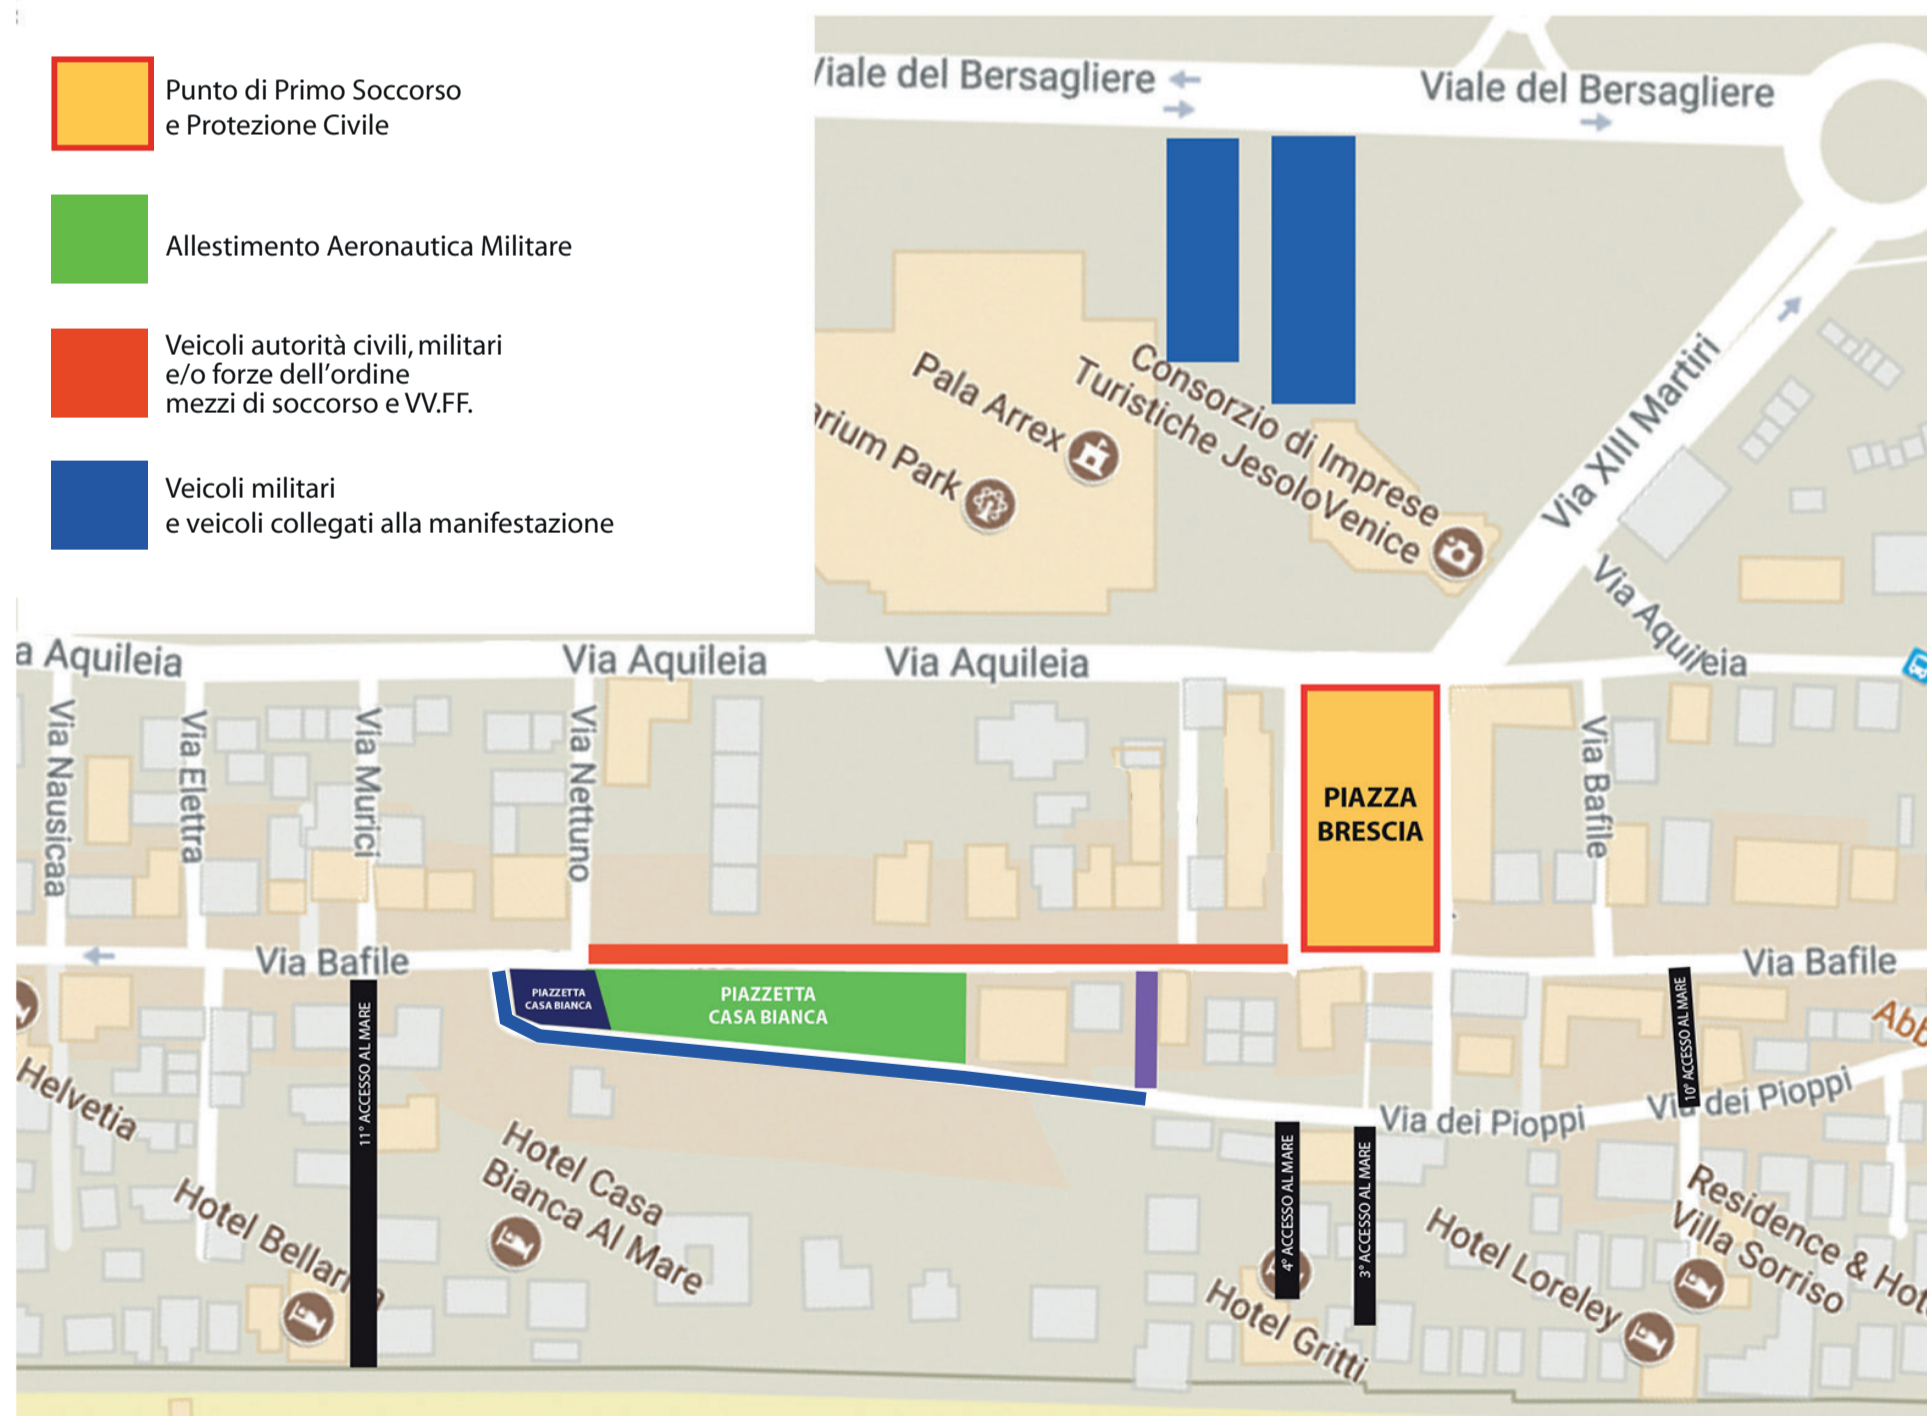 Punto di Primo Soccorso
e Protezione Civile
Allestimento Aeronautica Militare
Veicoli autorità civili, militari
e/o forze dell'ordine
mezzi di soccorso e VV.FF.
Veicoli militari
e veicoli collegati alla manifestazione
Viale del Bersagliere
Viale del Bersagliere
Pala Arrex
arium Park
Consorzio di Imprese
Turistiche JesoloVenice
Via XIII Martiri
Via Aquileia
a Aquileia
Via Aquileia
Via Aquileia
Via Nausicaa
Via Elettra
Via Murici
Via Nettuno
PIAZZA
BRESCIA
Via Bafile
Via Bafile
Via Bafile
PIAZZETTA
CASA BIANCA
PIAZZETTA
CASA BIANCA
11° ACCESSO AL MARE
10° ACCESSO AL MARE
Abb
Via dei Pioppi
Via dei Pioppi
Helvetia
Hotel Bellari
Hotel Casa
Bianca Al Mare
4° ACCESSO AL MARE
3° ACCESSO AL MARE
Hotel Gritti
Hotel Loreley
Residence & Hot
Villa Sorriso